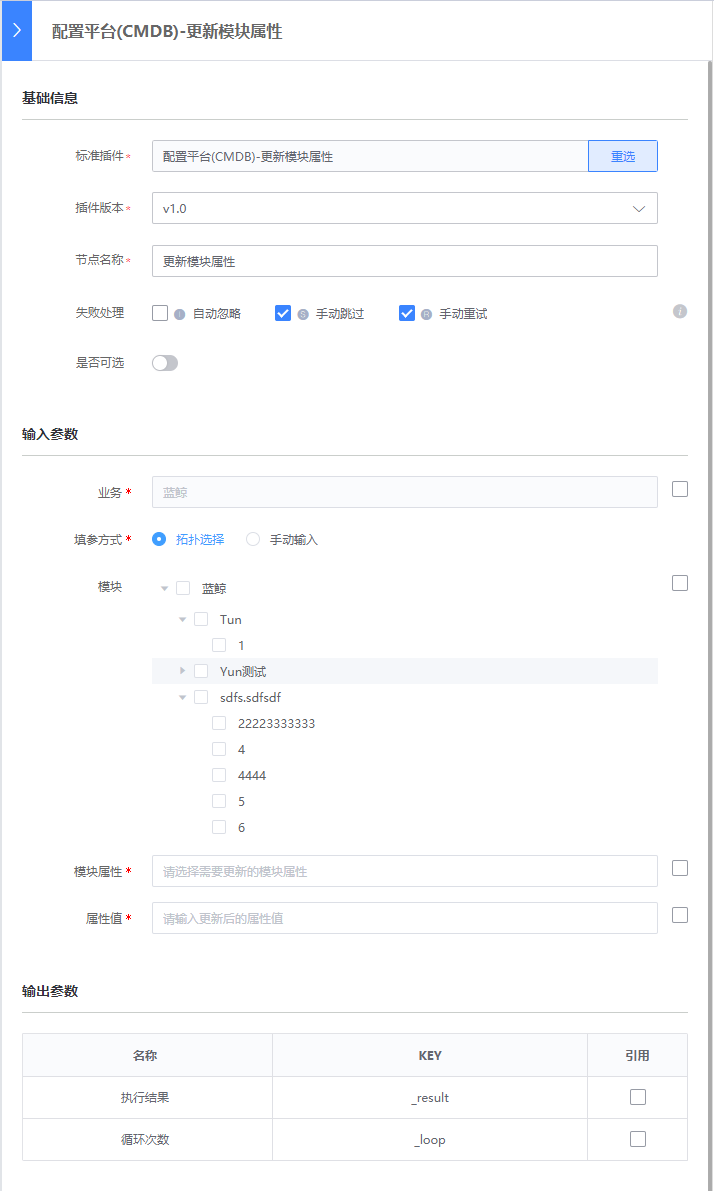 配置平台(CMDB)-更新模块属性
基础信息
标准插件* 配置平台(CMDB)-更新模块属性 重选
插件版本* v1.0
节点名称* 更新模块属性
失败处理 自动忽略 S 手动跳过 R 手动重试
是否可选
输入参数
业务* 蓝鲸
填参方式* 拓扑选择 手动输入
模块 蓝鲸
Tun
1
Yun测试
sdfs.sdfsdf
22223333333
4
4444
5
6
模块属性* 请选择需要更新的模块属性
属性值* 请输入更新后的属性值
输出参数
名称 KEY 引用
执行结果 _result
循环次数 _loop